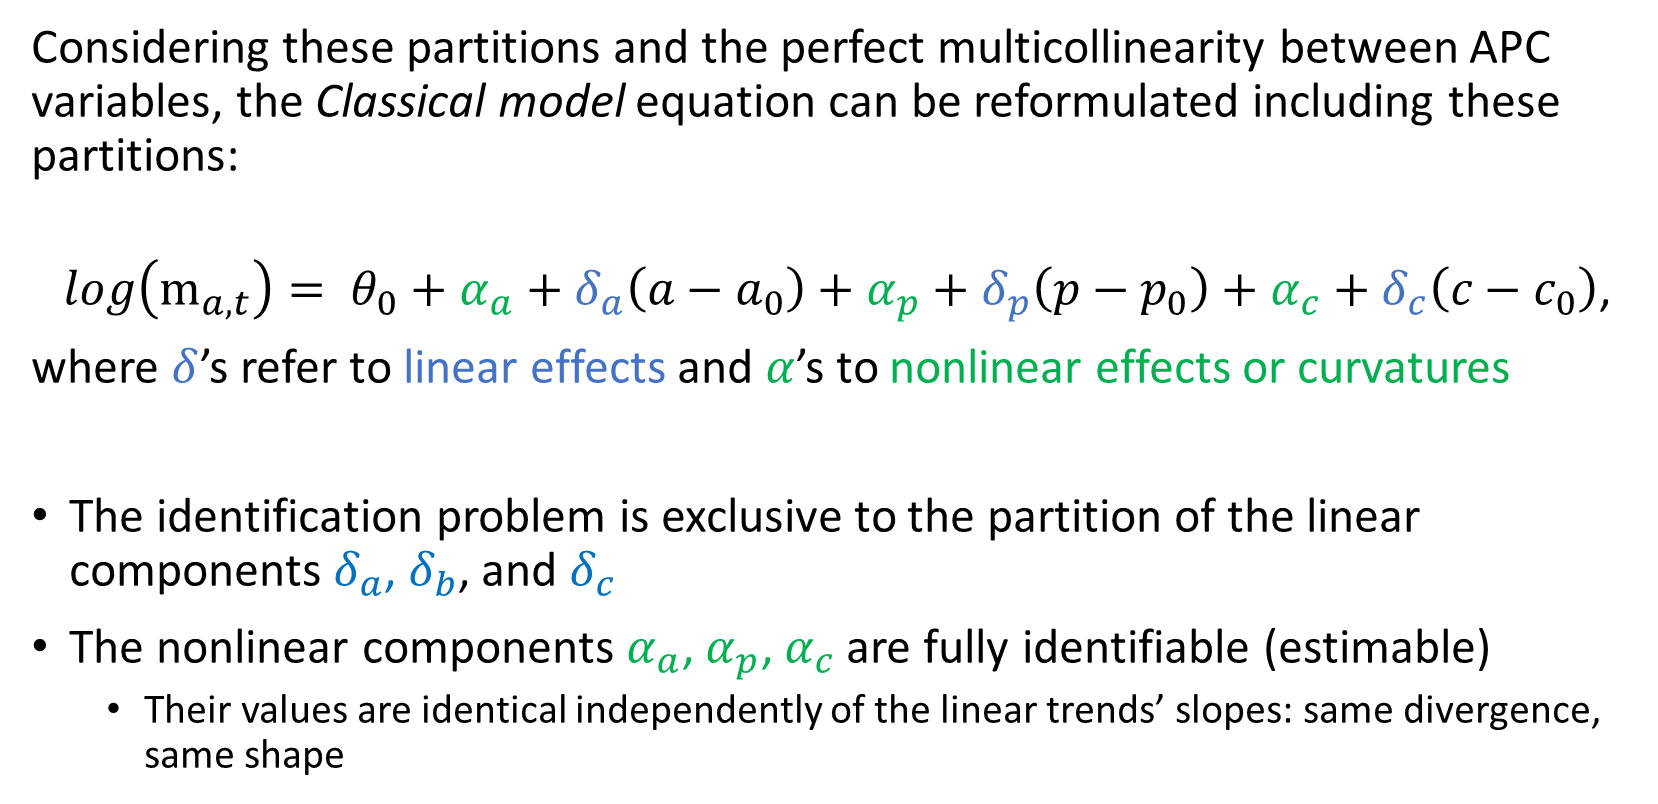 Considering these partitions and the perfect multicollinearity between APC
variables, the Classical model equation can be reformulated including these
partitions:
log(m_{a,t}) = θ_0 + α_a + δ_a(a − a_0) + α_p + δ_p(p − p_0) + α_c + δ_c(c − c_0),
where δ's refer to linear effects and α's to nonlinear effects or curvatures
• The identification problem is exclusive to the partition of the linear
components δ_a, δ_b, and δ_c
• The nonlinear components α_a, α_p, α_c are fully identifiable (estimable)
• Their values are identical independently of the linear trends' slopes: same divergence,
same shape